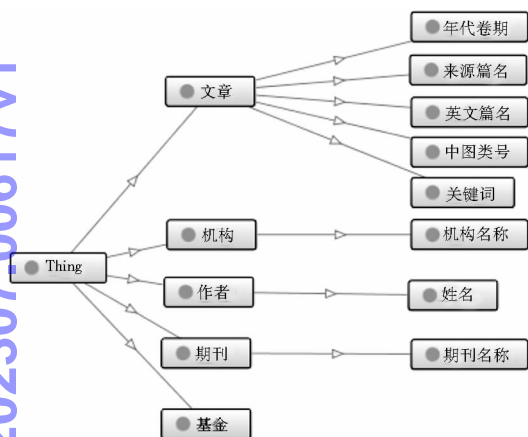 年代卷期
来源篇名
文章
英文篇名
中图类号
关键词
机构
机构名称
Thing
作者
姓名
期刊
期刊名称
基金